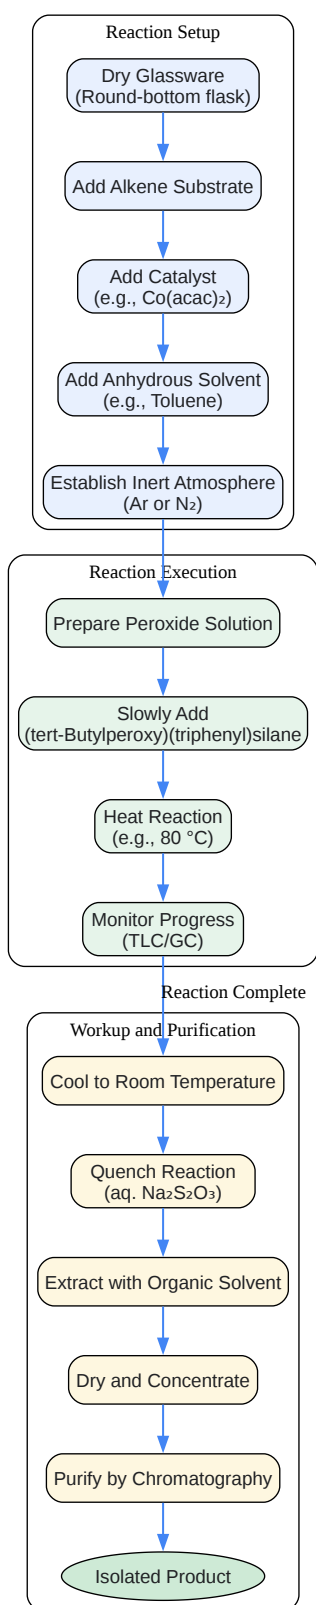 Reaction Setup
Dry Glassware
(Round-bottom flask)
Add Alkene Substrate
Add Catalyst
(e.g., Co(acac)₂)
Add Anhydrous Solvent
(e.g., Toluene)
Establish Inert Atmosphere
(Ar or N₂)
Reaction Execution
Prepare Peroxide Solution
Slowly Add
(tert-Butylperoxy)(triphenyl)silane
Heat Reaction
(e.g., 80 °C)
Monitor Progress
(TLC/GC)
Reaction Complete
Workup and Purification
Cool to Room Temperature
Quench Reaction
(aq. Na₂S₂O₃)
Extract with Organic Solvent
Dry and Concentrate
Purify by Chromatography
Isolated Product